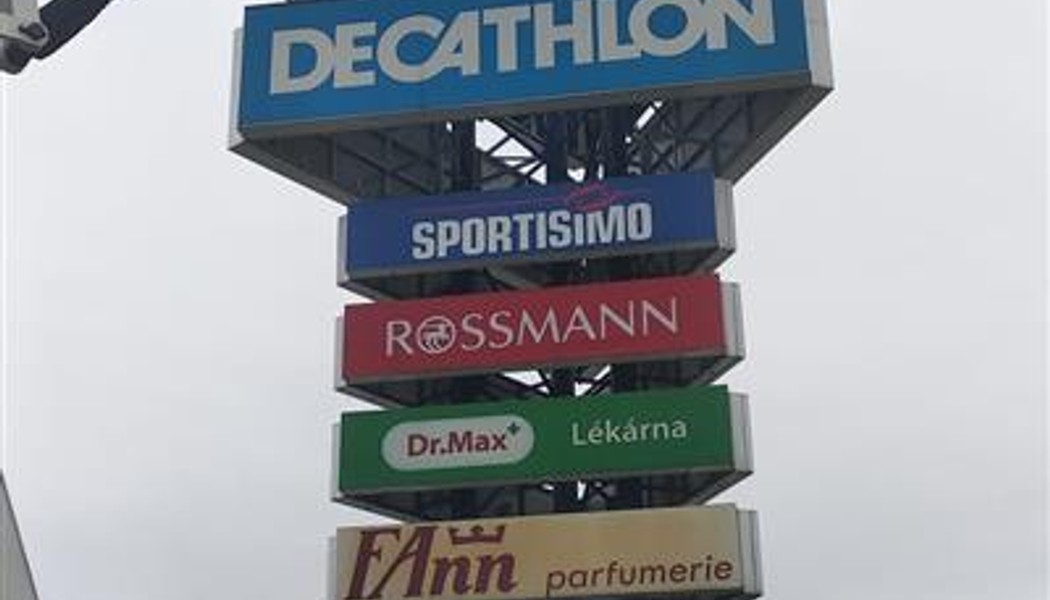 DECATHLON
SPORTISIMO
ROSSMANN
Dr.Max+ Lékárna
FAnn parfumerie